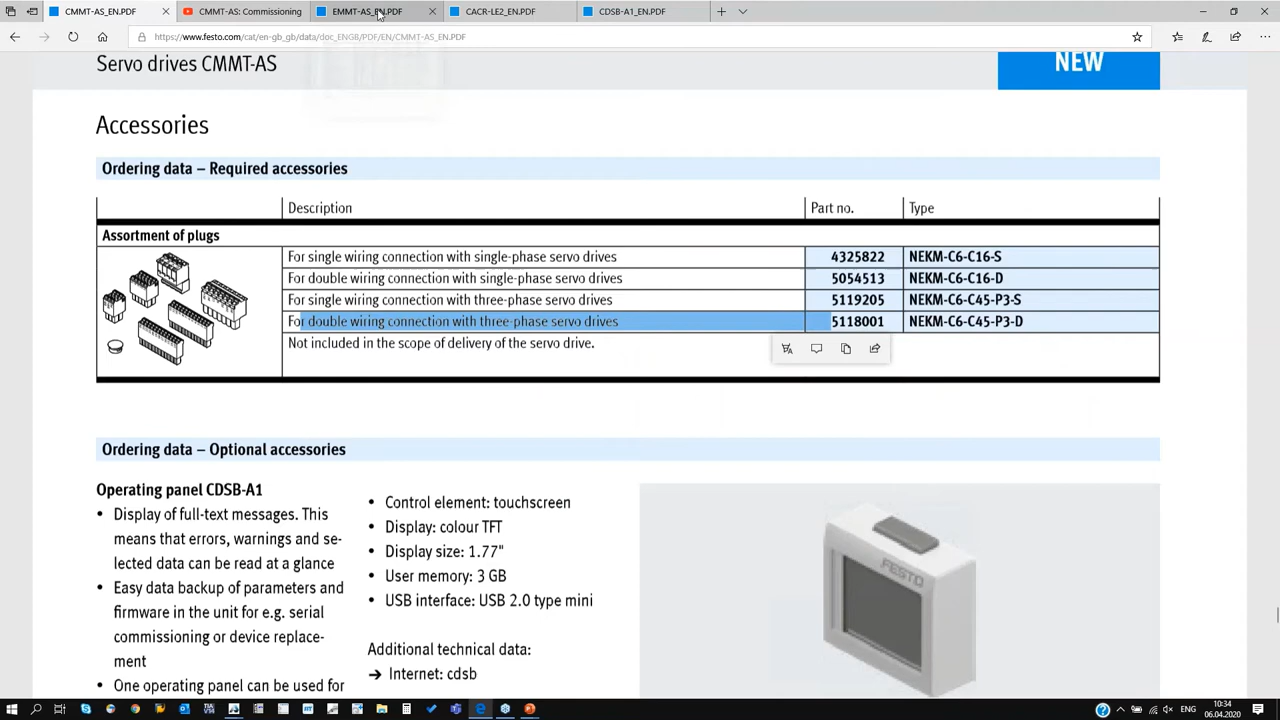 CMMT-AS_EN.PDF
CMMT-AS: Commissioning
EMMT-AS_EN.PDF
CACR-LE2_EN.PDF
CDSB-A1_EN.PDF
https://www.festo.com/cat/en-gb_gb/data/doc_ENGB/PDF/EN/CMMT-AS_EN.PDF
Servo drives CMMT-AS
NEW
Accessories
Ordering data – Required accessories
Description Part no. Type
Assortment of plugs
For single wiring connection with single-phase servo drives 4325822 NEKM-C6-C16-S
For double wiring connection with single-phase servo drives 5054513 NEKM-C6-C16-D
For single wiring connection with three-phase servo drives 5119205 NEKM-C6-C45-P3-S
For double wiring connection with three-phase servo drives 5118001 NEKM-C6-C45-P3-D
Not included in the scope of delivery of the servo drive.
Ordering data – Optional accessories
Operating panel CDSB-A1
• Display of full-text messages. This
means that errors, warnings and se-
lected data can be read at a glance
• Easy data backup of parameters and
firmware in the unit for e.g. serial
commissioning or device replace-
ment
• One operating panel can be used for
• Control element: touchscreen
• Display: colour TFT
• Display size: 1.77"
• User memory: 3 GB
• USB interface: USB 2.0 type mini
Additional technical data:
➔ Internet: cdsb
FESTO
ENG
10:34
06.04.2020